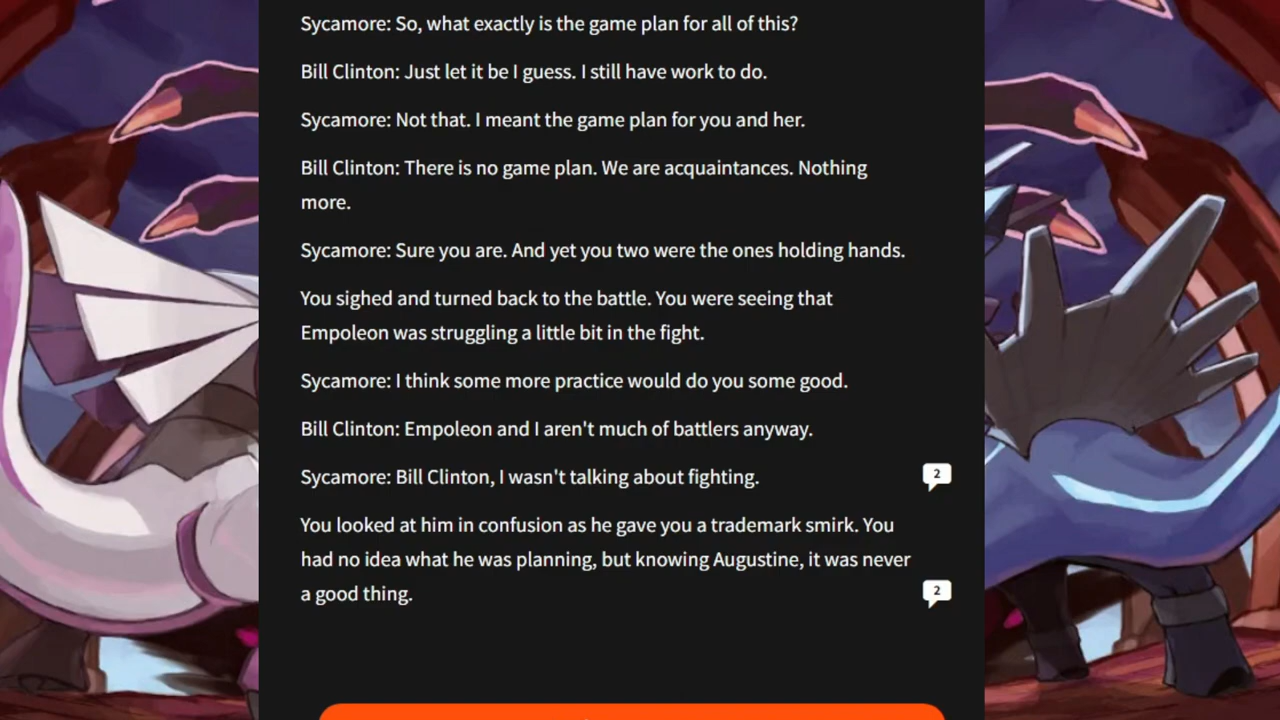 Sycamore: So, what exactly is the game plan for all of this?
Bill Clinton: Just let it be I guess. I still have work to do.
Sycamore: Not that. I meant the game plan for you and her.
Bill Clinton: There is no game plan. We are acquaintances. Nothing
more.
Sycamore: Sure you are. And yet you two were the ones holding hands.
You sighed and turned back to the battle. You were seeing that
Empoleon was struggling a little bit in the fight.
Sycamore: I think some more practice would do you some good.
Bill Clinton: Empoleon and I aren't much of battlers anyway.
Sycamore: Bill Clinton, I wasn't talking about fighting.
2
You looked at him in confusion as he gave you a trademark smirk. You
had no idea what he was planning, but knowing Augustine, it was never
a good thing.
2